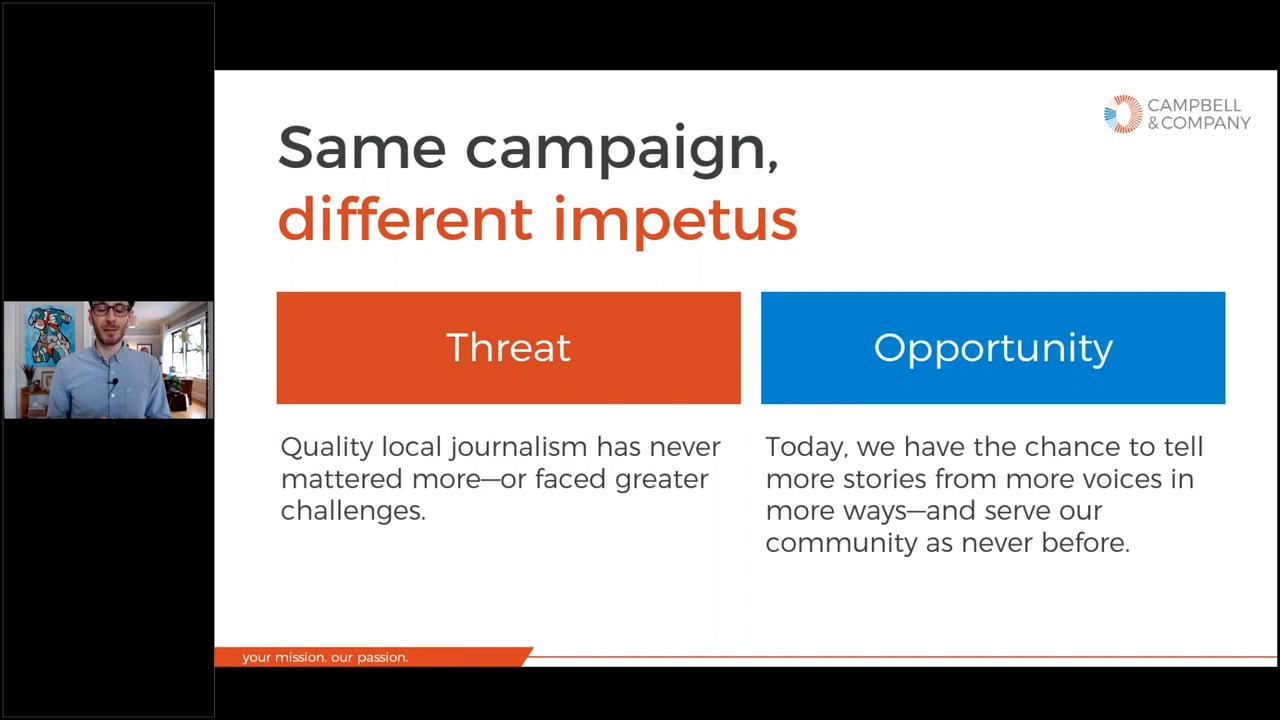 CAMPBELL
&COMPANY
Same campaign,
different impetus
Threat
Quality local journalism has never
mattered more—or faced greater
challenges.
Opportunity
Today, we have the chance to tell
more stories from more voices in
more ways—and serve our
community as never before.
your mission. our passion.